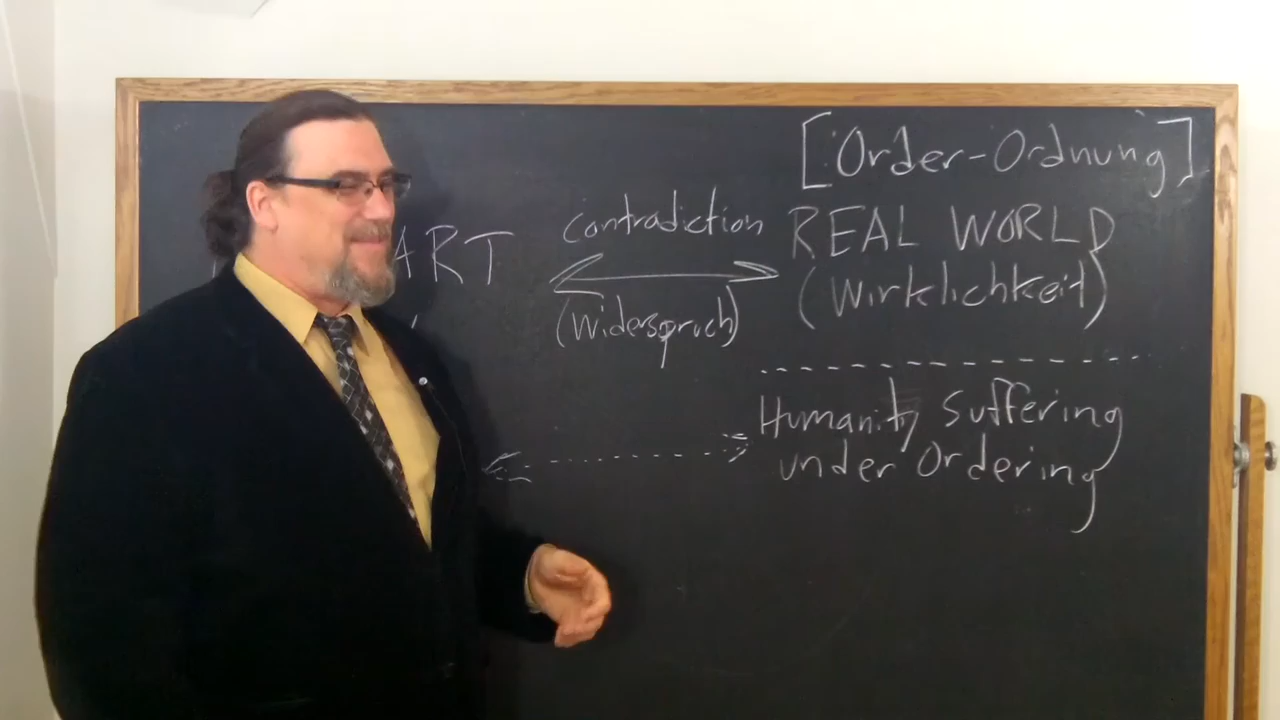 [Order-Ordnung]
ART
contradiction
(Widerspruch)
REAL WORLD
(Wirklichkeit)
Humanity Suffering
under Ordering